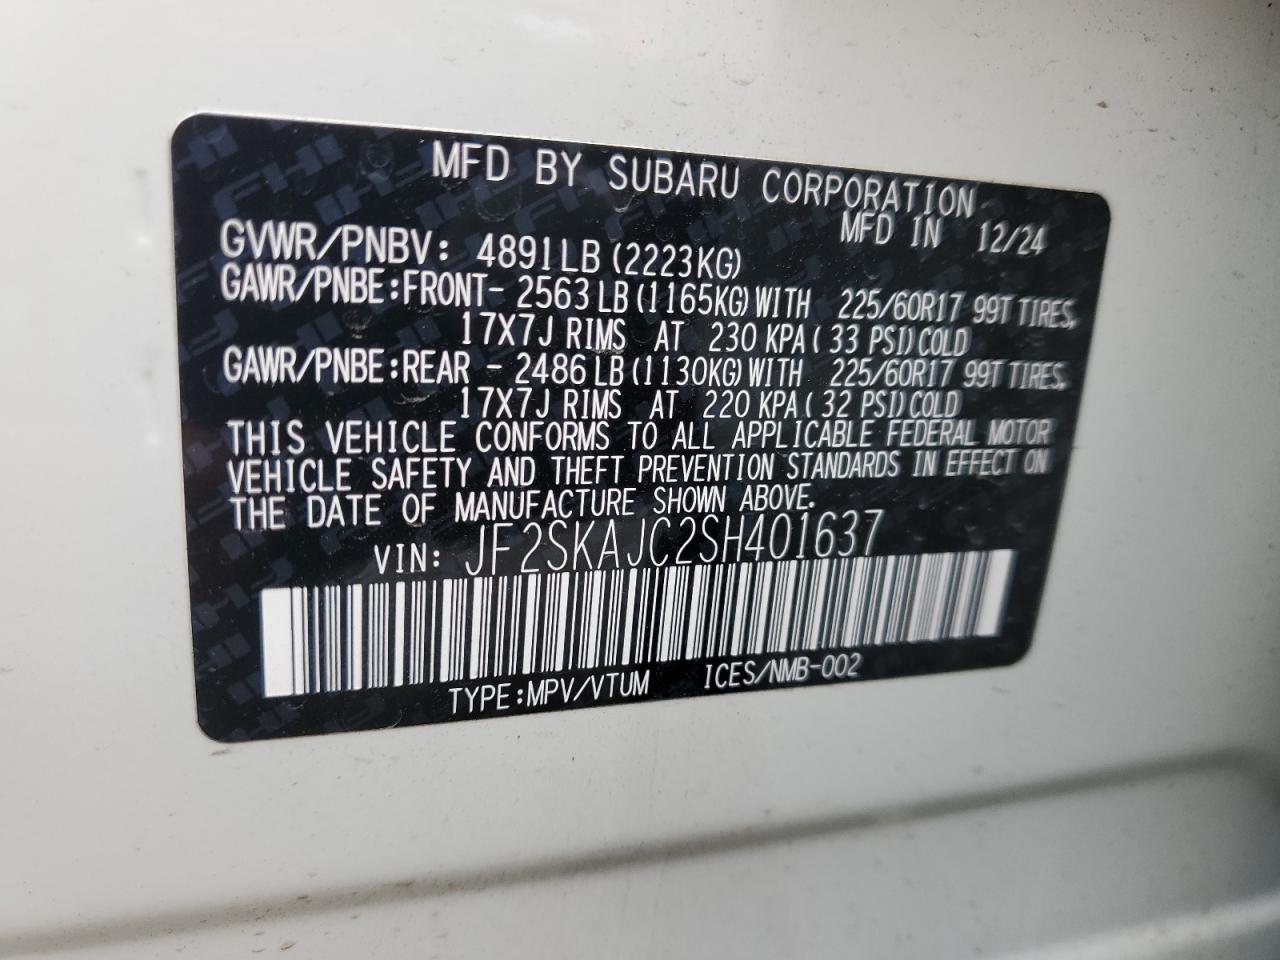 MFD BY SUBARU CORPORATION
MFD IN 12/24
GVWR/PNBV: 4891LB (2223KG)
GAWR/PNBE:FRONT- 2563LB(1165KG)WITH 225/60R17 99T TIRES,
17X7J RIMS AT 230 KPA( 33 PSI)COLD
GAWR/PNBE:REAR - 2486LB(1130KG)WITH 225/60R17 99T TIRES,
17X7J RIMS AT 220 KPA( 32 PSI)COLD
THIS VEHICLE CONFORMS TO ALL APPLICABLE FEDERAL MOTOR
VEHICLE SAFETY AND THEFT PREVENTION STANDARDS IN EFFECT ON
THE DATE OF MANUFACTURE SHOWN ABOVE.
VIN: JF2SKAJC2SH401637
TYPE:MPV/VTUM ICES/NMB-002